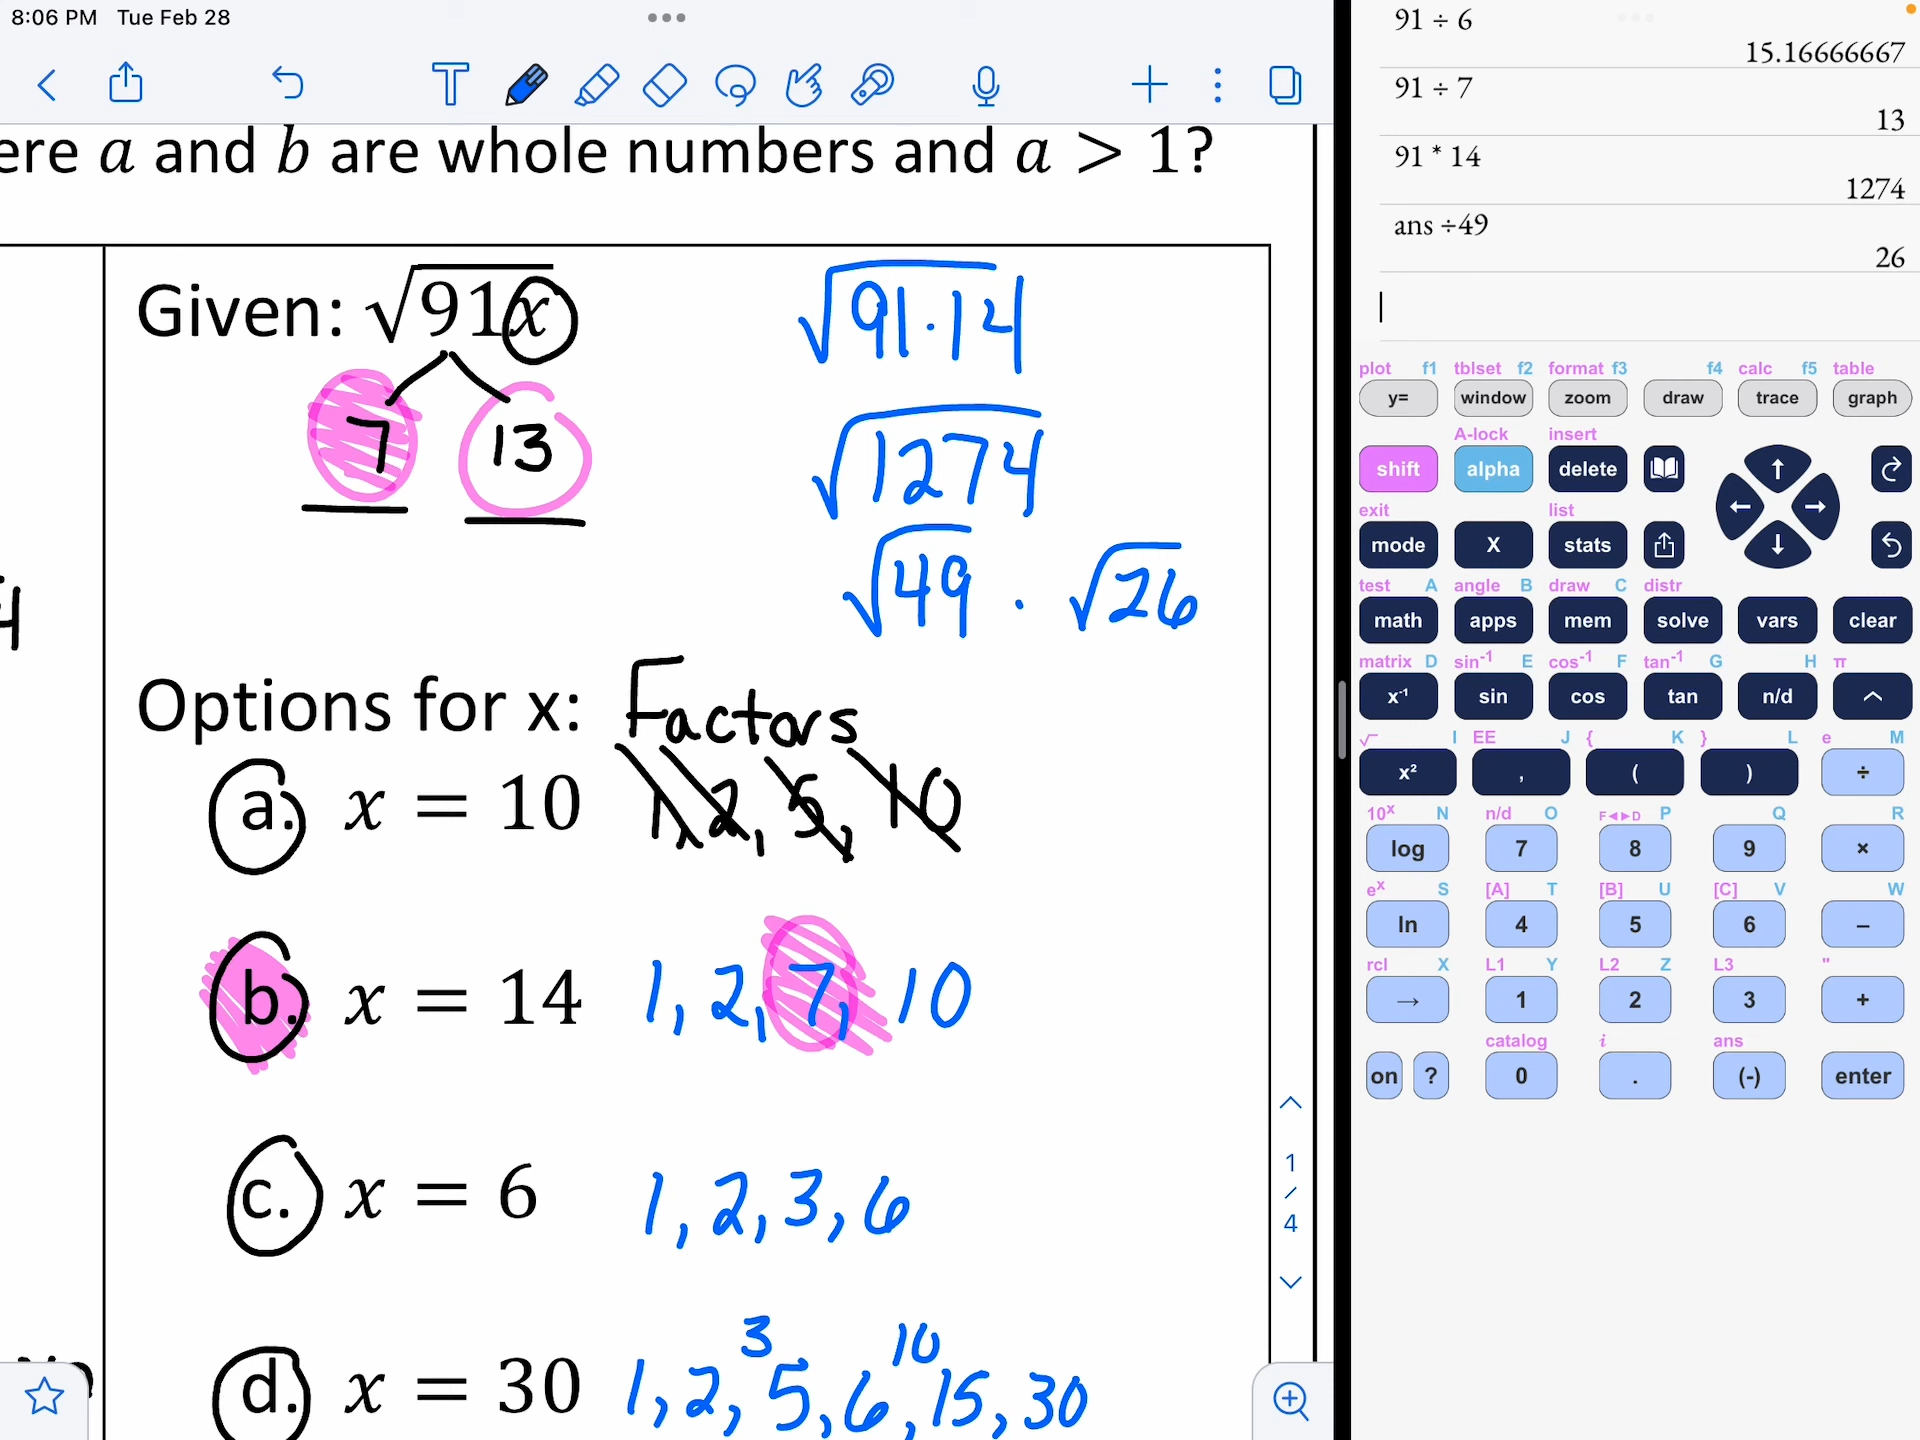 8:06 PM Tue Feb 28
ere a and b are whole numbers and a > 1?
Given: √91x
7 13
√91·14
√1274
√49 · √26
Options for x: Factors
a. x = 10 1, 2, 5, 10
b. x = 14 1, 2, 7, 10
c. x = 6 1, 2, 3, 6
3 10
d. x = 30 1, 2, 5, 6, 15, 30
1
/
4
91 ÷ 6
15.16666667
91 ÷ 7
13
91 * 14
1274
ans ÷49
26
plot f1 tblset f2 format f3 f4 calc f5 table
y= window zoom draw trace graph
A-lock insert
shift alpha delete
exit list
mode X stats
test A angle B draw C distr
math apps mem solve vars clear
matrix D sin⁻¹ E cos⁻¹ F tan⁻¹ G H π
x⁻¹ sin cos tan n/d ^
√ I EE J { K } L e M
x² , ( ) ÷
10ˣ N n/d O F◄►D P Q R
log 7 8 9 ×
eˣ S [A] T [B] U [C] V W
ln 4 5 6 –
rcl X L1 Y L2 Z L3 "
→ 1 2 3 +
catalog i ans
on ? 0 . (-) enter